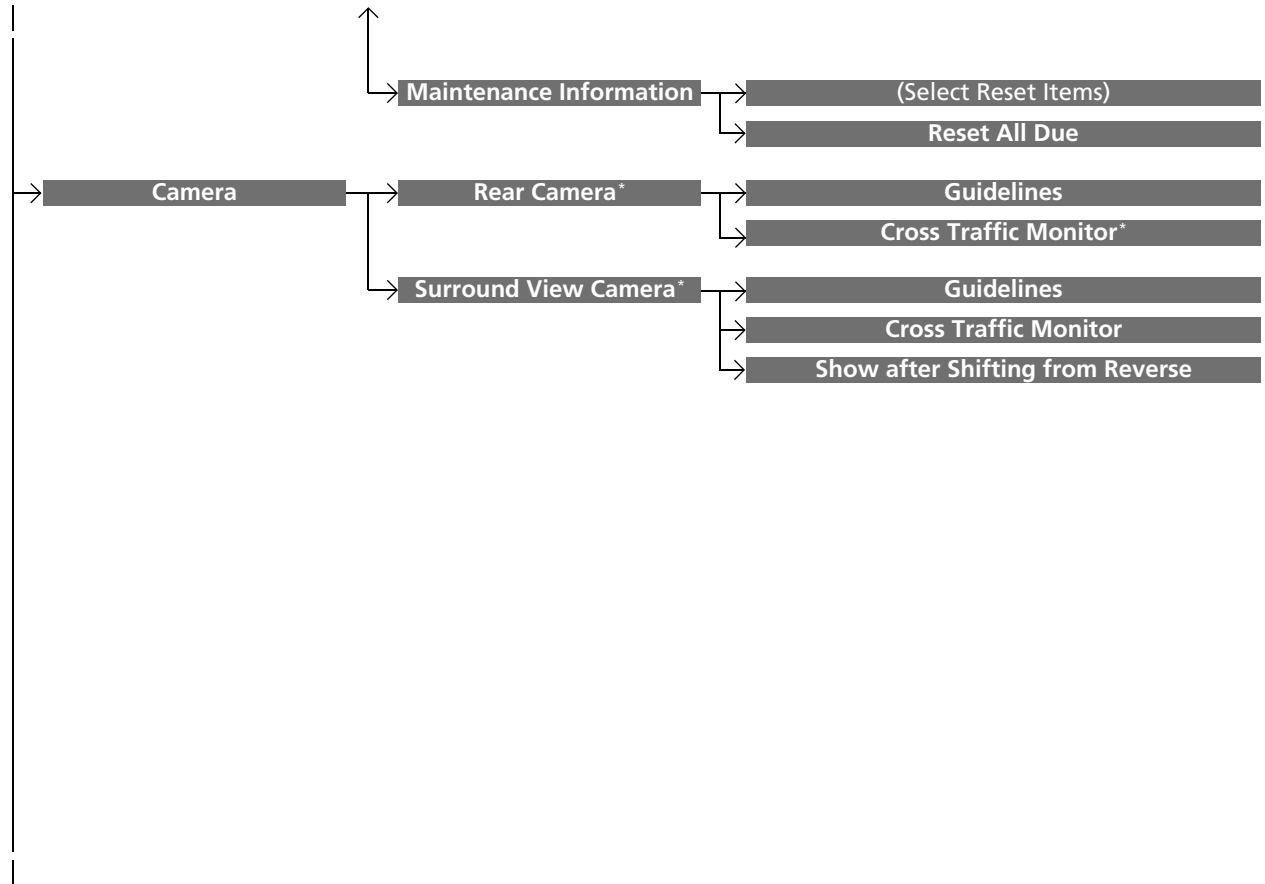 Maintenance Information
(Select Reset Items)
Reset All Due
Camera
Rear Camera*
Guidelines
Cross Traffic Monitor*
Surround View Camera*
Guidelines
Cross Traffic Monitor
Show after Shifting from Reverse